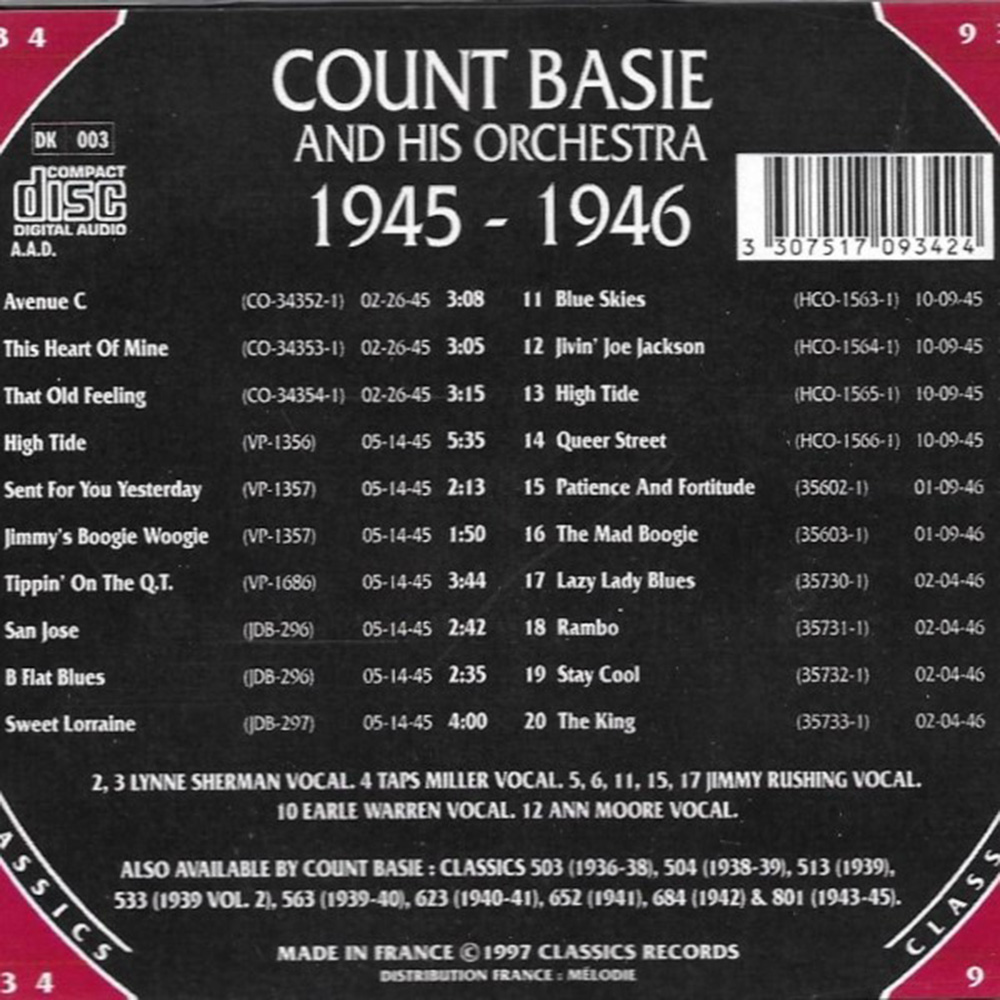 3 4
9
COUNT BASIE
AND HIS ORCHESTRA
1945 - 1946
DK 003
COMPACT
disc
DIGITAL AUDIO
A.A.D.
3 307517 093424
Avenue C (CO-34352-1) 02-26-45 3:08
This Heart Of Mine (CO-34353-1) 02-26-45 3:05
That Old Feeling (CO-34354-1) 02-26-45 3:15
High Tide (VP-1356) 05-14-45 5:35
Sent For You Yesterday (VP-1357) 05-14-45 2:13
Jimmy's Boogie Woogie (VP-1357) 05-14-45 1:50
Tippin' On The Q.T. (VP-1686) 05-14-45 3:44
San Jose (JDB-296) 05-14-45 2:42
B Flat Blues (JDB-296) 05-14-45 2:35
Sweet Lorraine (JDB-297) 05-14-45 4:00
11 Blue Skies (HCO-1563-1) 10-09-45
12 Jivin' Joe Jackson (HCO-1564-1) 10-09-45
13 High Tide (HCO-1565-1) 10-09-45
14 Queer Street (HCO-1566-1) 10-09-45
15 Patience And Fortitude (35602-1) 01-09-46
16 The Mad Boogie (35603-1) 01-09-46
17 Lazy Lady Blues (35730-1) 02-04-46
18 Rambo (35731-1) 02-04-46
19 Stay Cool (35732-1) 02-04-46
20 The King (35733-1) 02-04-46
2, 3 LYNNE SHERMAN VOCAL. 4 TAPS MILLER VOCAL. 5, 6, 11, 15, 17 JIMMY RUSHING VOCAL.
10 EARLE WARREN VOCAL. 12 ANN MOORE VOCAL.
ALSO AVAILABLE BY COUNT BASIE : CLASSICS 503 (1936-38), 504 (1938-39), 513 (1939),
533 (1939 VOL. 2), 563 (1939-40), 623 (1940-41), 652 (1941), 684 (1942) & 801 (1943-45).
MADE IN FRANCE © 1997 CLASSICS RECORDS
DISTRIBUTION FRANCE : MÉLODIE
ASSICS
CLASS
3 4
9